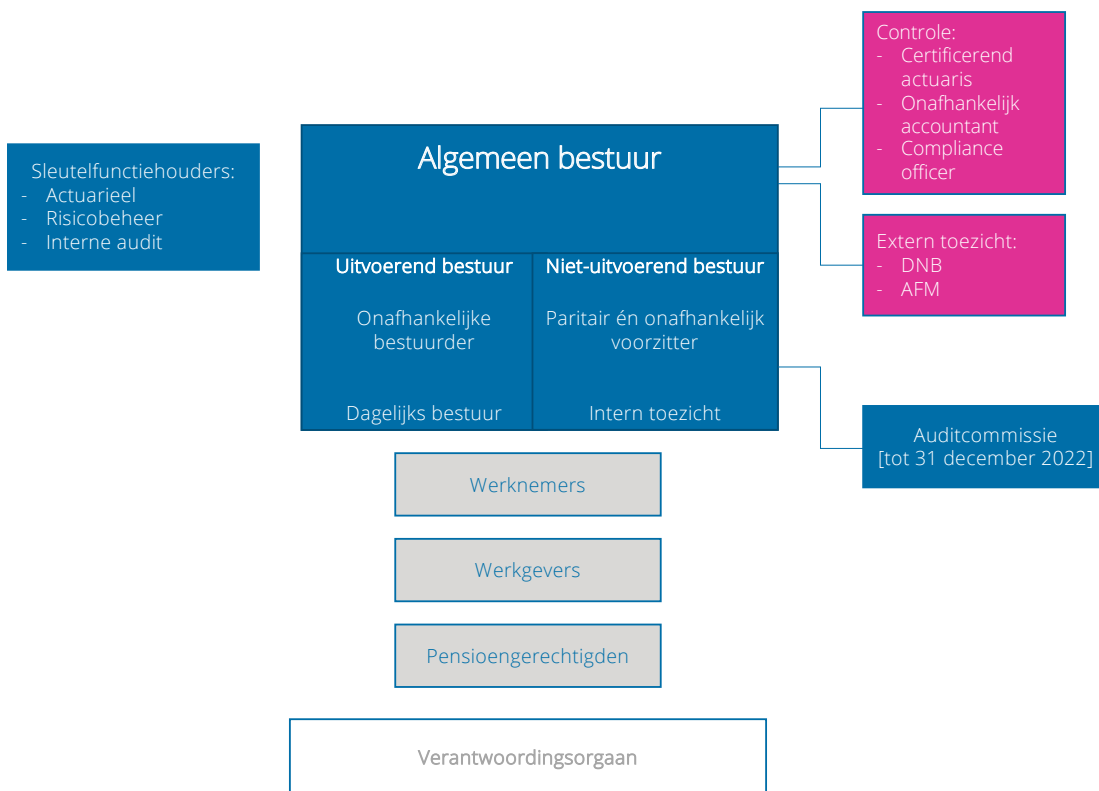 Controle:
- Certificerend
actuaris
- Onafhankelijk
accountant
- Compliance
officer
Algemeen bestuur
Sleutelfunctiehouders:
- Actuarieel
- Risicobeheer
- Interne audit
Extern toezicht:
- DNB
- AFM
Uitvoerend bestuur
Onafhankelijke
bestuurder
Dagelijks bestuur
Niet-uitvoerend bestuur
Paritair én onafhankelijk
voorzitter
Intern toezicht
Auditcommissie
[tot 31 december 2022]
Werknemers
Werkgevers
Pensioengerechtigden
Verantwoordingsorgaan